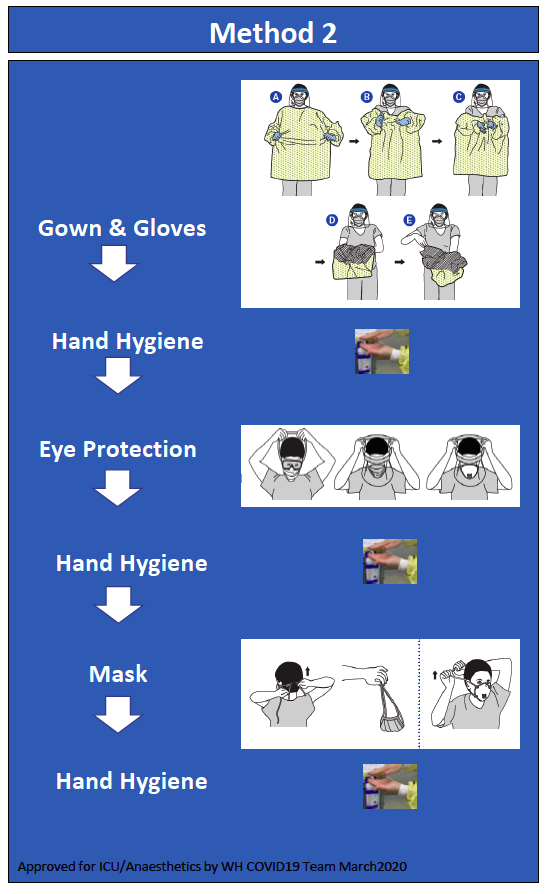 Method 2
A
B
C
D
E
Gown & Gloves
Hand Hygiene
Eye Protection
Hand Hygiene
Mask
Hand Hygiene
Approved for ICU/Anaesthetics by WH COVID19 Team March2020